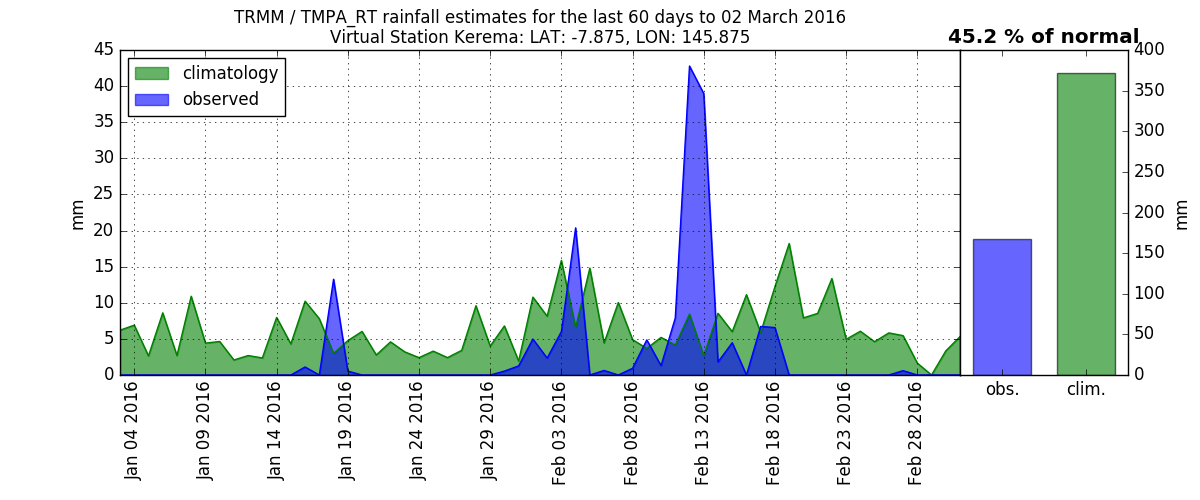 TRMM / TMPA_RT rainfall estimates for the last 60 days to 02 March 2016
Virtual Station Kerema: LAT: -7.875, LON: 145.875
45.2 % of normal
climatology
observed
mm
45
40
35
30
25
20
15
10
5
0
Jan 04 2016
Jan 09 2016
Jan 14 2016
Jan 19 2016
Jan 24 2016
Jan 29 2016
Feb 03 2016
Feb 08 2016
Feb 13 2016
Feb 18 2016
Feb 23 2016
Feb 28 2016
400
350
300
250
200
150
100
50
0
mm
obs.
clim.